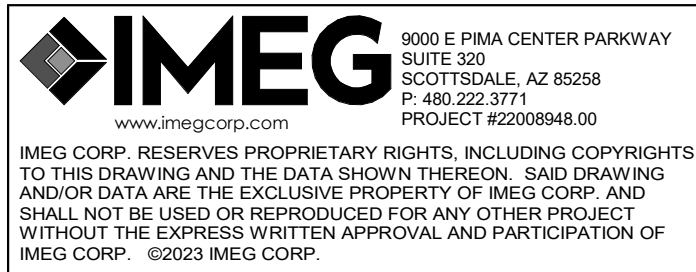 IMEG
www.imegcorp.com
9000 E PIMA CENTER PARKWAY
SUITE 320
SCOTTSDALE, AZ 85258
P: 480.222.3771
PROJECT #22008948.00
IMEG CORP. RESERVES PROPRIETARY RIGHTS, INCLUDING COPYRIGHTS
TO THIS DRAWING AND THE DATA SHOWN THEREON. SAID DRAWING
AND/OR DATA ARE THE EXCLUSIVE PROPERTY OF IMEG CORP. AND
SHALL NOT BE USED OR REPRODUCED FOR ANY OTHER PROJECT
WITHOUT THE EXPRESS WRITTEN APPROVAL AND PARTICIPATION OF
IMEG CORP. ©2023 IMEG CORP.